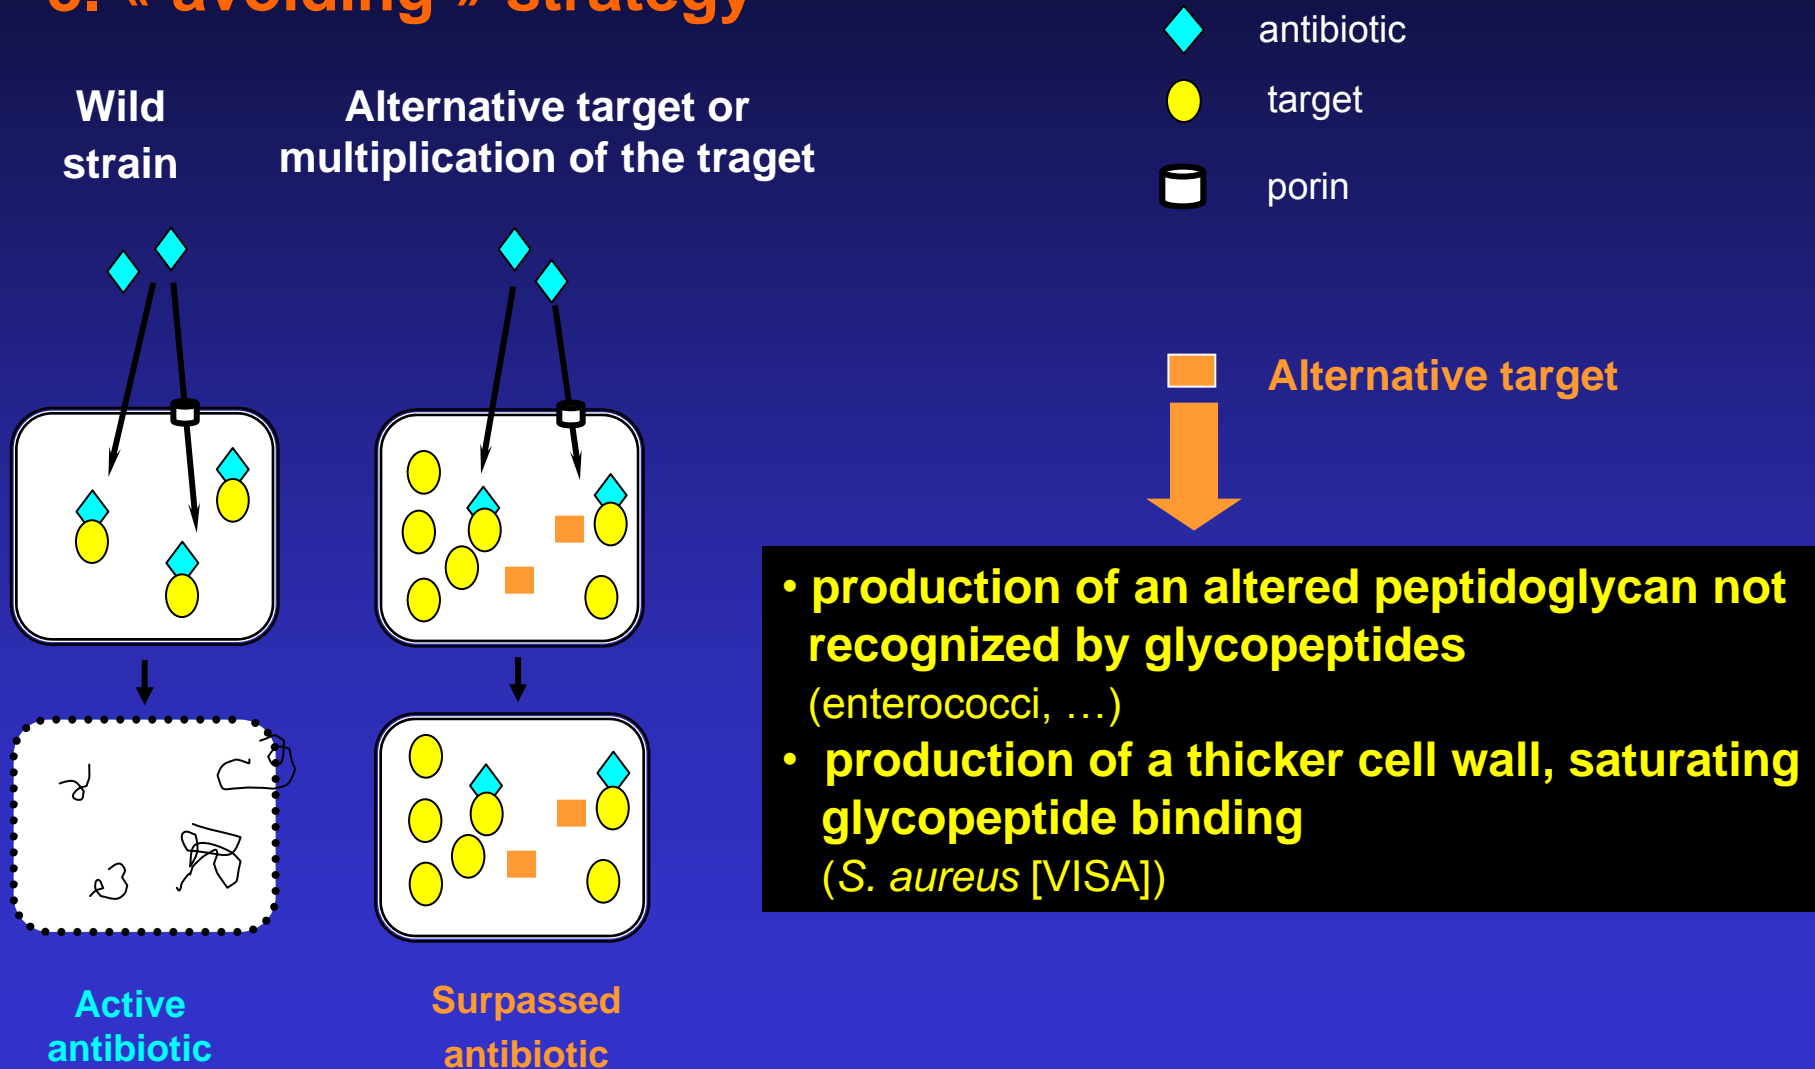 « avoiding » strategy
antibiotic
target
porin
Wild
strain
Alternative target or
multiplication of the traget
Alternative target
• production of an altered peptidoglycan not
recognized by glycopeptides
(enterococci, …)
• production of a thicker cell wall, saturating
glycopeptide binding
(S. aureus [VISA])
Active
antibiotic
Surpassed
antibiotic